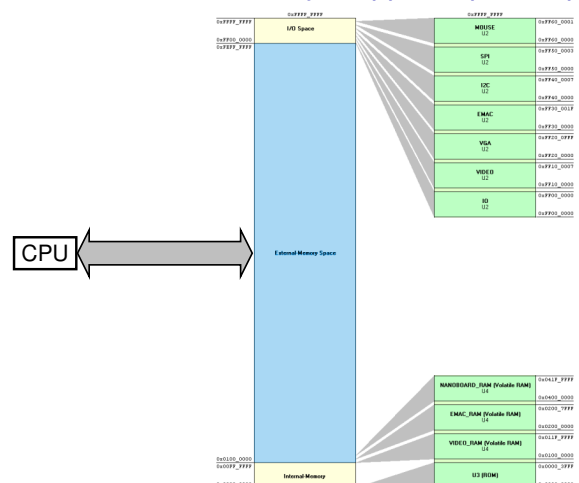 0xFFFF_FFFF
0xFFFF_FFFF
I/O Space
0xFF00_0000
0xFEFF_FFFF
CPU
External-Memory Space
0x0100_0000
0x00FF_FFFF
Internal-Memory
0xFFFF_FFFF
MOUSE
U2
0xFF60_0001
0xFF60_0000
SPI
U2
0xFF50_0003
0xFF50_0000
I2C
U2
0xFF40_0007
0xFF40_0000
EMAC
U2
0xFF30_001F
0xFF30_0000
VGA
U2
0xFF20_0FFF
0xFF20_0000
VIDEO
U2
0xFF10_0007
0xFF10_0000
IO
U2
0xFF00_0000
0xFF00_0000
NANOBOARD_RAM (Volatile RAM)
U4
0x041F_FFFF
0x0400_0000
EMAC_RAM (Volatile RAM)
U4
0x0200_7FFF
0x0200_0000
VIDEO_RAM (Volatile RAM)
U4
0x011F_FFFF
0x0100_0000
U3 (ROM)
0x0000_3FFF